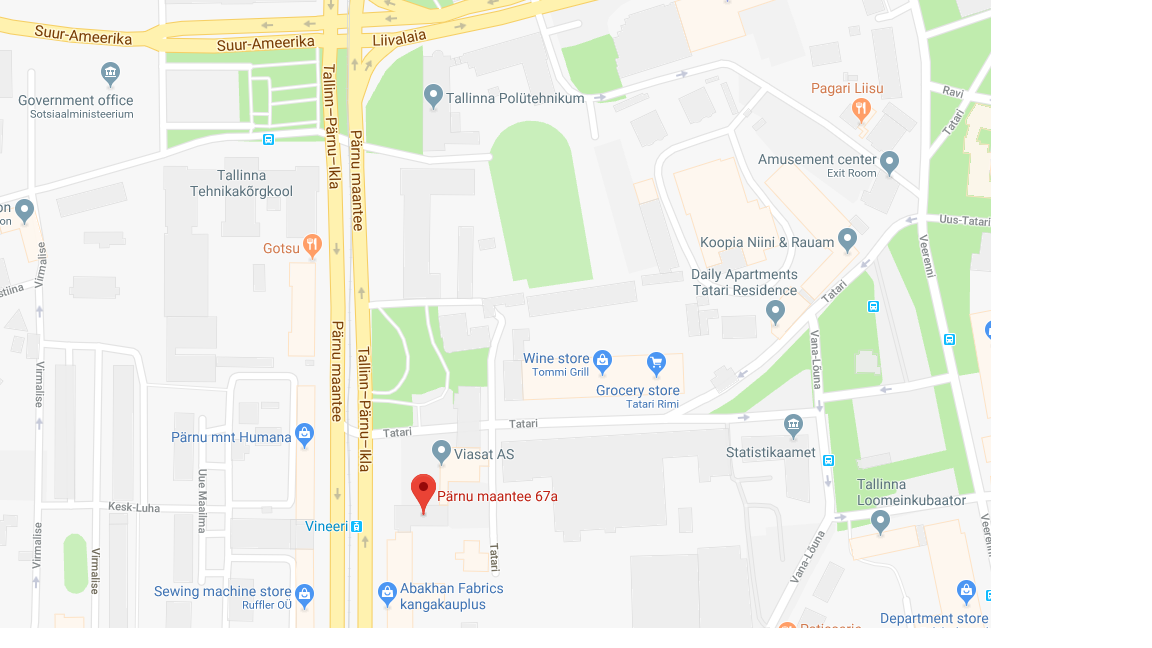 Suur-Ameerika
Suur-Ameerika
Livalaia
Government office
Sotsiaalministeerium
Tallinna Polütehnikum
Pagari Liisu
Ravi
Tatari
Tallinn–Pärnu–Ikla
Pärnu maantee
Amusement center
Exit Room
Tallinna
Tehnikakõrgkool
on
on
Virmalise
Gotsu
Koopia Niini & Rauam
Uus-Tatari
Veerenni
Daily Apartments
Tatari Residence
Tatari
stiina
Pärnu maantee
Tallinn–Pärnu–Ikla
Vana-Lõuna
Virmalise
Wine store
Tommi Grill
Grocery store
Tatari Rimi
Tatari
Tatari
Pärnu mnt Humana
Viasat AS
Statistikaamet
Uue Maailma
Pärnu maantee 67a
Tallinna
Loomeinkubaator
Kesk-Luha
Vineeri
Virmalise
Virmalise
Tatari
Vana-Lõuna
Veerenni
Sewing machine store
Ruffler OÜ
Abakhan Fabrics
kangakauplus
Department store